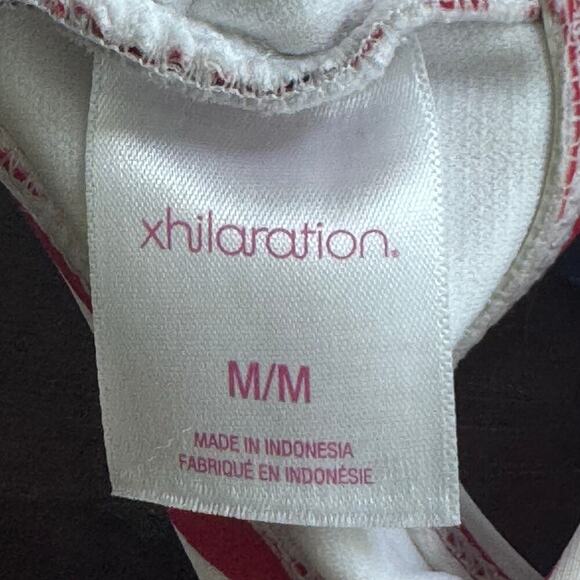 xhilaration.
M/M
MADE IN INDONESIA
FABRIQUÉ EN INDONÉSIE